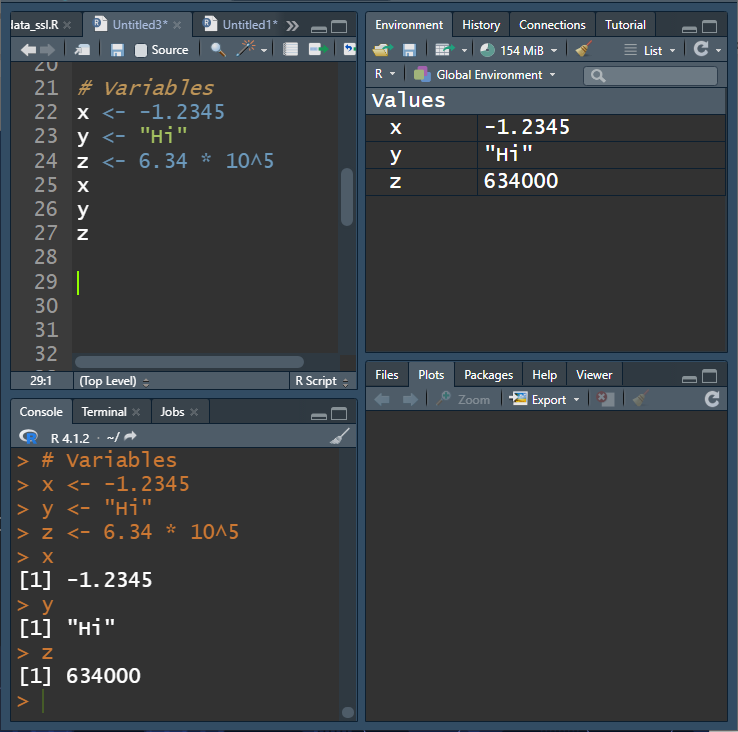 data_ssl.R × Untitled3* × Untitled1* »
Source
20
21 # Variables
22 x <- -1.2345
23 y <- "Hi"
24 z <- 6.34 * 10^5
25 x
26 y
27 z
28
29
30
31
32
29:1 (Top Level) R Script
Console Terminal × Jobs ×
R 4.1.2 · ~/
> # Variables
> x <- -1.2345
> y <- "Hi"
> z <- 6.34 * 10^5
> x
[1] -1.2345
> y
[1] "Hi"
> z
[1] 634000
>
Environment History Connections Tutorial
154 MiB List
R Global Environment
Values
x -1.2345
y "Hi"
z 634000
Files Plots Packages Help Viewer
Zoom Export